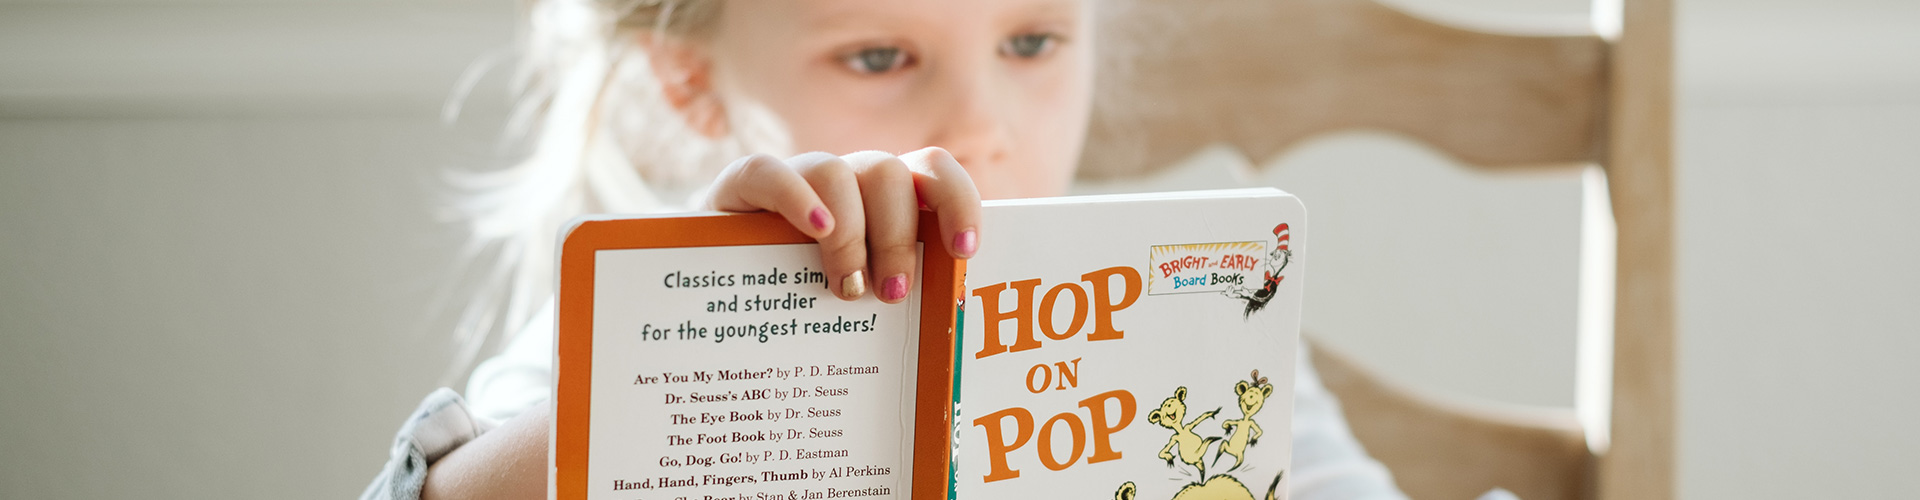 Classics made
and sturdier
for the youngest readers!
Are You My Mother? by P. D. Eastman
Dr. Seuss's ABC by Dr. Seuss
The Eye Book by Dr. Seuss
The Foot Book by Dr. Seuss
Go, Dog. Go! by P. D. Eastman
Hand, Hand, Fingers, Thumb by Al Perkins
by Stan & Jan Berenstain
HOP
ON
POP
BRIGHT and EARLY
Board Books